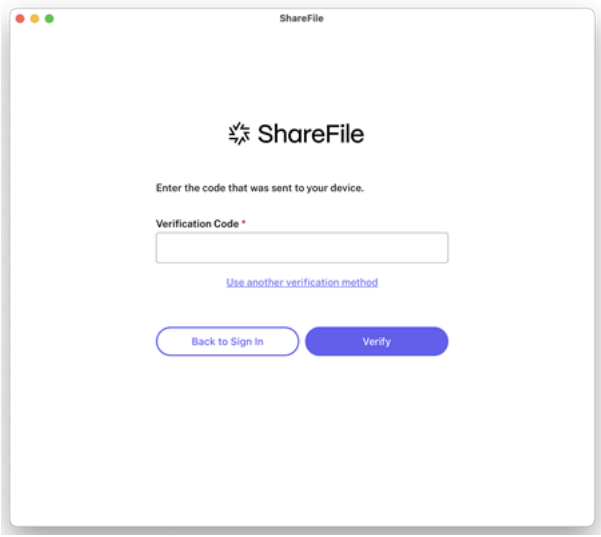 ShareFile
ShareFile
Enter the code that was sent to your device.
Verification Code *
Use another verification method
Back to Sign In
Verify